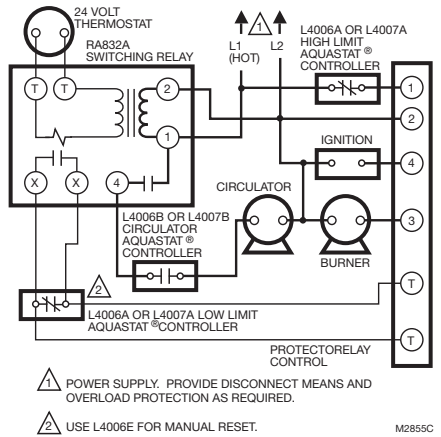 24 VOLT
THERMOSTAT
RA832A
SWITCHING RELAY
T
T
2
1
X
X
4
1
L1
(HOT)
L2
L4006A OR L4007A
HIGH LIMIT
AQUASTAT ®
CONTROLLER
1
2
IGNITION
4
CIRCULATOR
3
BURNER
L4006B OR L4007B
CIRCULATOR
AQUASTAT ®
CONTROLLER
2
T
L4006A OR L4007A LOW LIMIT
AQUASTAT ®CONTROLLER
T
PROTECTORELAY
CONTROL
1 POWER SUPPLY. PROVIDE DISCONNECT MEANS AND
OVERLOAD PROTECTION AS REQUIRED.
2 USE L4006E FOR MANUAL RESET.
M2855C